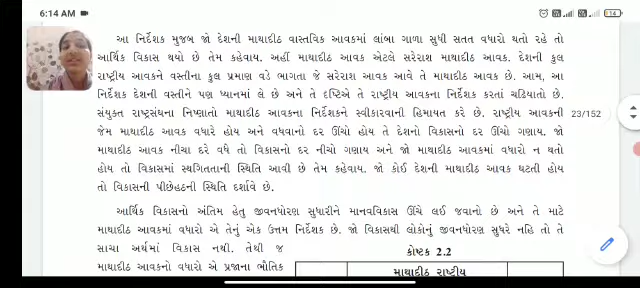 6:14 AM
આ નિર્દેશક મુજબ જો દેશની માથાદીઠ વાસ્તવિક આવકમાં લાંબા ગાળા સુધી સતત વધારો થતો રહે તો
આર્થિક વિકાસ થયો છે તેમ કહેવાય. અહીં માથાદીઠ આવક એટલે સરેરાશ માથાદીઠ આવક. દેશની કુલ
રાષ્ટ્રીય આવકને વસ્તીના કુલ પ્રમાણ વડે ભાગતા જે સરેરાશ આવક આવે તે માથાદીઠ આવક છે. આમ, આ
નિર્દેશક દેશની વસ્તીને પણ ધ્યાનમાં લે છે અને તે દૃષ્ટિએ તે રાષ્ટ્રીય આવકના નિર્દેશક કરતાં ચઢિયાતો છે.
સંયુક્ત રાષ્ટ્રસંઘના નિષ્ણાતો માથાદીઠ આવકના નિર્દેશકને સ્વીકારવાની હિમાયત કરે છે. રાષ્ટ્રીય આવકની
23/152
જેમ માથાદીઠ આવક વધારે હોય અને વધવાનો દર ઊંચો હોય તે દેશનો વિકાસનો દર ઊંચો ગણાય. જો
માથાદીઠ આવક નીચા દરે વધે તો વિકાસનો દર નીચો ગણાય અને જો માથાદીઠ આવકમાં વધારો ન થતો
હોય તો વિકાસમાં સ્થગિતતાની સ્થિતિ આવી છે તેમ કહેવાય. જો કોઈ દેશની માથાદીઠ આવક ઘટતી હોય
તો વિકાસની પીછેહઠની સ્થિતિ દર્શાવે છે.
આર્થિક વિકાસનો અંતિમ હેતુ જીવનધોરણ સુધારીને માનવવિકાસ ઊંચે લઈ જવાનો છે અને તે માટે
માથાદીઠ આવકમાં વધારો એ તેનું એક ઉત્તમ નિર્દેશક છે. જો વિકાસથી લોકોનું જીવનધોરણ સુધરે નહિ તો તે
સાચા અર્થમાં વિકાસ નથી. તેથી જ
કોષ્ટક 2.2
માથાદીઠ આવકનો વધારો એ પ્રજાના ભૌતિક
માથાદીઠ રાષ્ટ્રીય